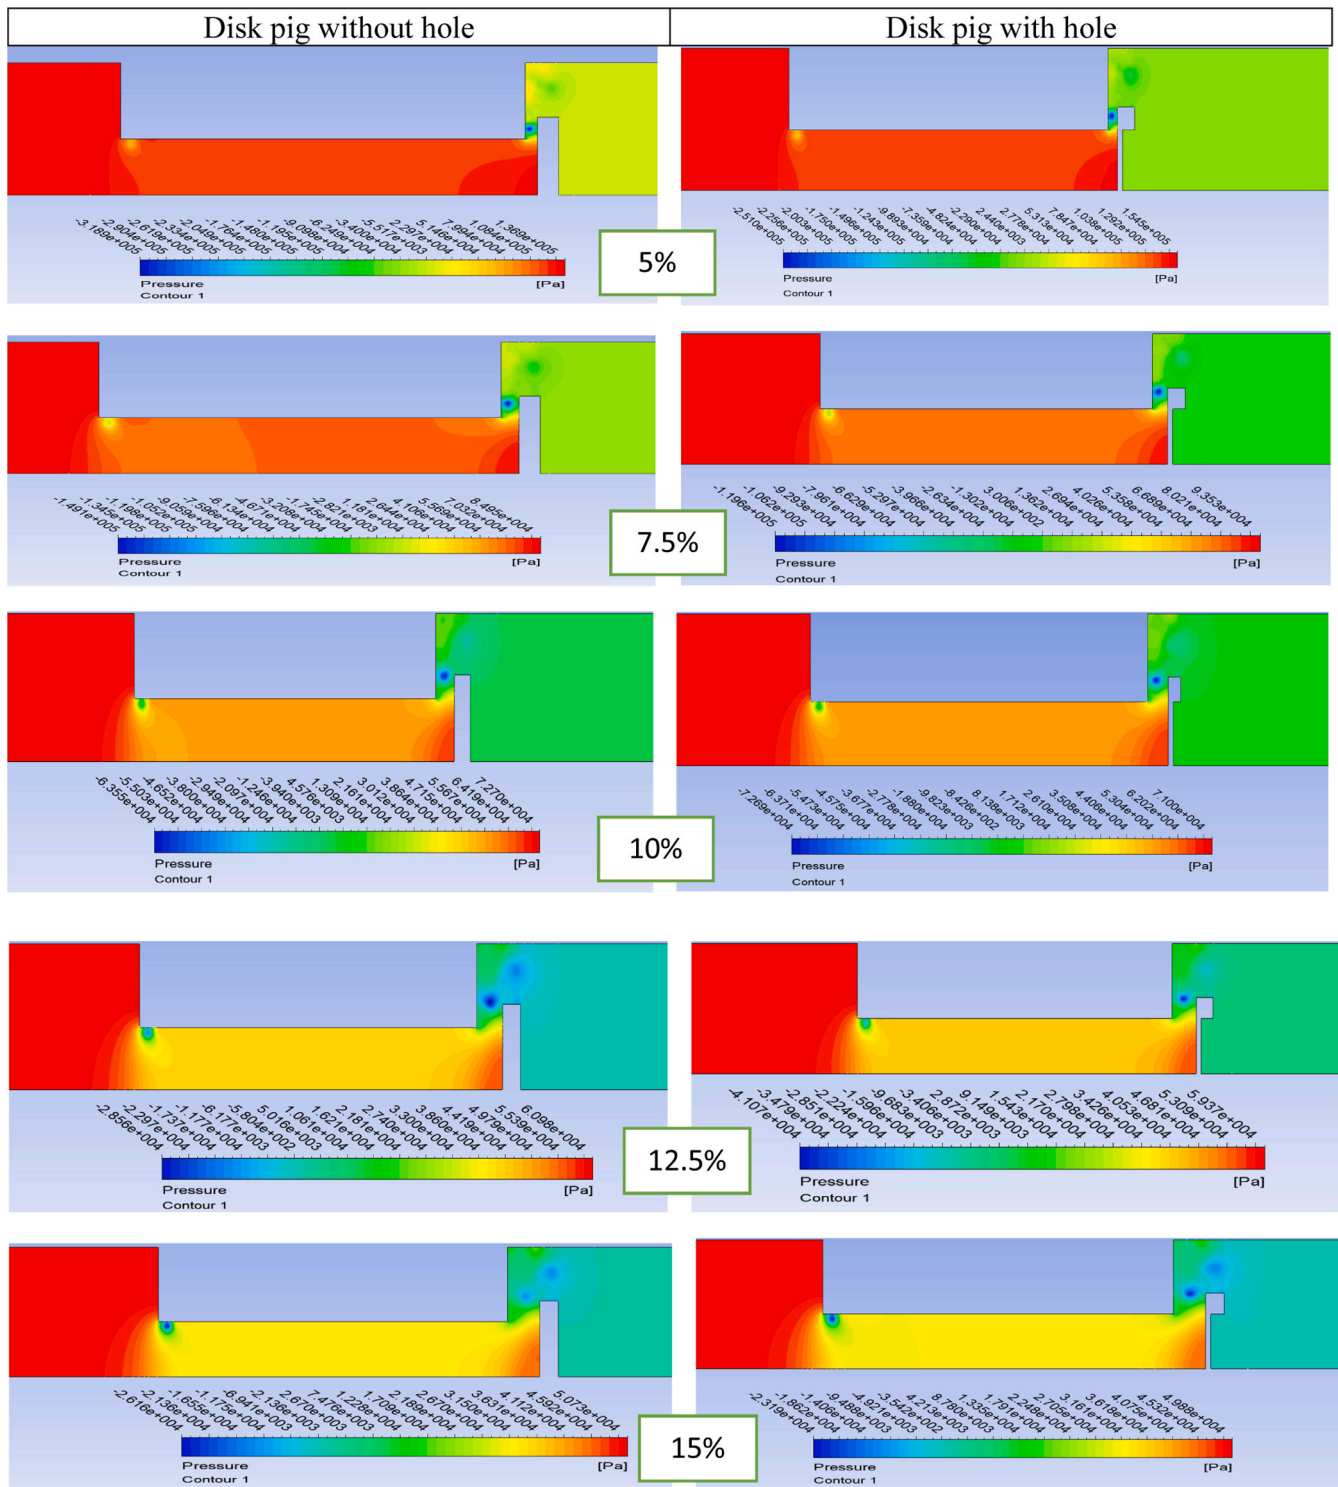 Disk pig without hole
Disk pig with hole
-3.189e+005 -2.904e+005 -2.619e+005 -2.334e+005 -2.049e+005 -1.764e+005 -1.480e+005 -1.195e+005 -9.098e+004 -6.249e+004 -3.400e+004 -5.517e+003 2.297e+004 5.146e+004 7.994e+004 1.084e+005 1.369e+005
Pressure [Pa]
Contour 1
5%
-2.510e+005 -2.256e+005 -2.003e+005 -1.750e+005 -1.496e+005 -1.243e+005 -9.893e+004 -7.359e+004 -4.824e+004 -2.290e+004 2.440e+003 2.778e+004 5.313e+004 7.847e+004 1.038e+005 1.292e+005 1.545e+005
Pressure [Pa]
Contour 1
-1.491e+005 -1.345e+005 -1.198e+005 -1.052e+005 -9.059e+004 -7.596e+004 -6.134e+004 -4.671e+004 -3.208e+004 -1.745e+004 -2.821e+003 1.181e+004 2.644e+004 4.106e+004 5.569e+004 7.032e+004 8.495e+004
Pressure [Pa]
Contour 1
7.5%
-1.196e+005 -1.062e+005 -9.293e+004 -7.961e+004 -6.629e+004 -5.297e+004 -3.966e+004 -2.634e+004 -1.302e+004 3.006e+002 1.362e+004 2.694e+004 4.026e+004 5.358e+004 6.689e+004 8.021e+004 9.353e+004
Pressure [Pa]
Contour 1
-6.355e+004 -5.503e+004 -4.652e+004 -3.800e+004 -2.949e+004 -2.097e+004 -1.246e+004 -3.940e+003 4.576e+003 1.309e+004 2.161e+004 3.012e+004 3.864e+004 4.715e+004 5.567e+004 6.419e+004 7.270e+004
Pressure [Pa]
Contour 1
10%
-7.269e+004 -6.371e+004 -5.473e+004 -4.575e+004 -3.677e+004 -2.778e+004 -1.880e+004 -9.823e+003 -8.426e+002 8.138e+003 1.712e+004 2.610e+004 3.508e+004 4.406e+004 5.304e+004 6.202e+004 7.100e+004
Pressure [Pa]
Contour 1
-2.856e+004 -2.297e+004 -1.737e+004 -1.177e+004 -6.177e+003 -5.804e+002 5.016e+003 1.061e+004 1.621e+004 2.181e+004 2.740e+004 3.300e+004 3.860e+004 4.419e+004 4.979e+004 5.539e+004 6.098e+004
Pressure [Pa]
Contour 1
12.5%
-4.107e+004 -3.479e+004 -2.851e+004 -2.224e+004 -1.596e+004 -9.683e+003 -3.406e+003 2.872e+003 9.149e+003 1.543e+004 2.170e+004 2.798e+004 3.426e+004 4.053e+004 4.681e+004 5.309e+004 5.937e+004
Pressure [Pa]
Contour 1
-2.616e+004 -2.136e+004 -1.655e+004 -1.175e+004 -6.941e+003 -2.136e+003 2.670e+003 7.476e+003 1.228e+004 1.709e+004 2.189e+004 2.670e+004 3.150e+004 3.631e+004 4.112e+004 4.592e+004 5.073e+004
Pressure [Pa]
Contour 1
15%
-2.319e+004 -1.862e+004 -1.406e+004 -9.486e+003 -4.921e+003 -3.542e+002 4.213e+003 8.780e+003 1.335e+004 1.791e+004 2.248e+004 2.705e+004 3.161e+004 3.618e+004 4.075e+004 4.532e+004 4.988e+004
Pressure [Pa]
Contour 1